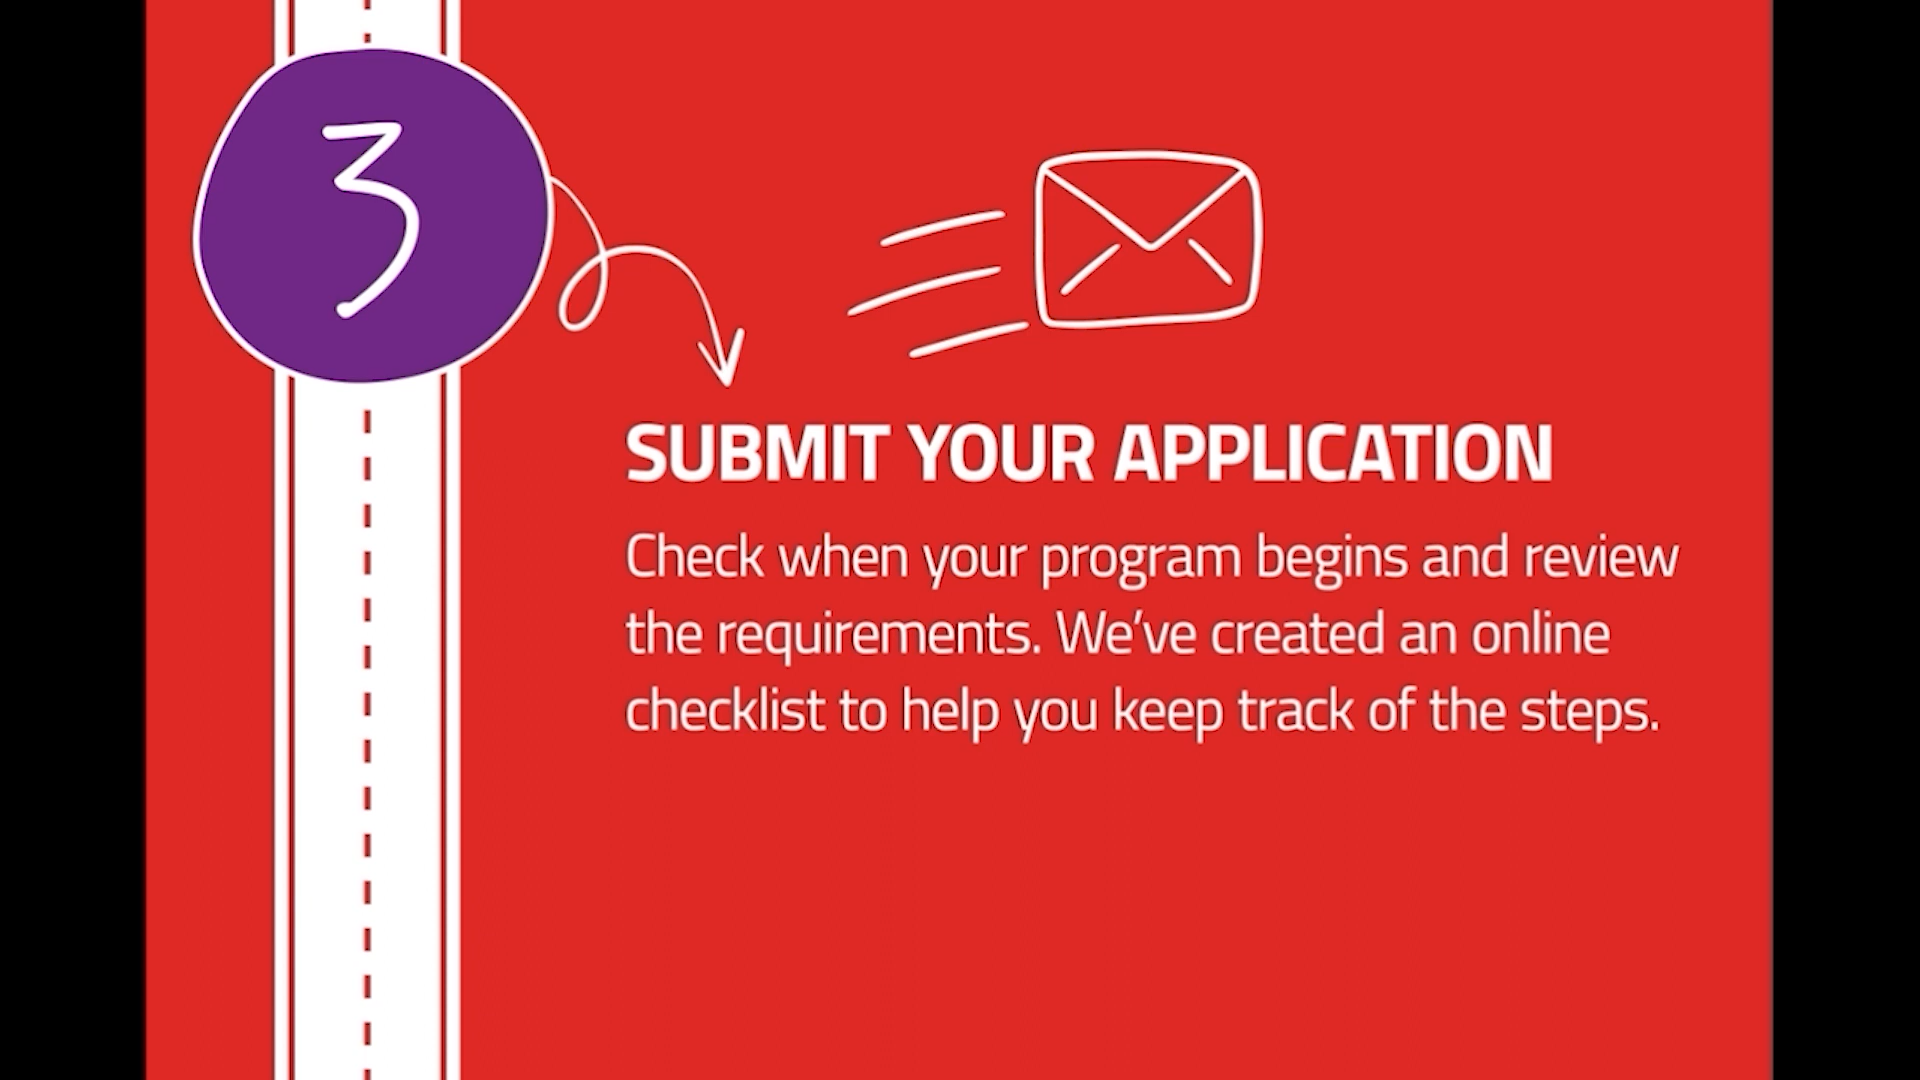 3
SUBMIT YOUR APPLICATION
Check when your program begins and review
the requirements. We’ve created an online
checklist to help you keep track of the steps.